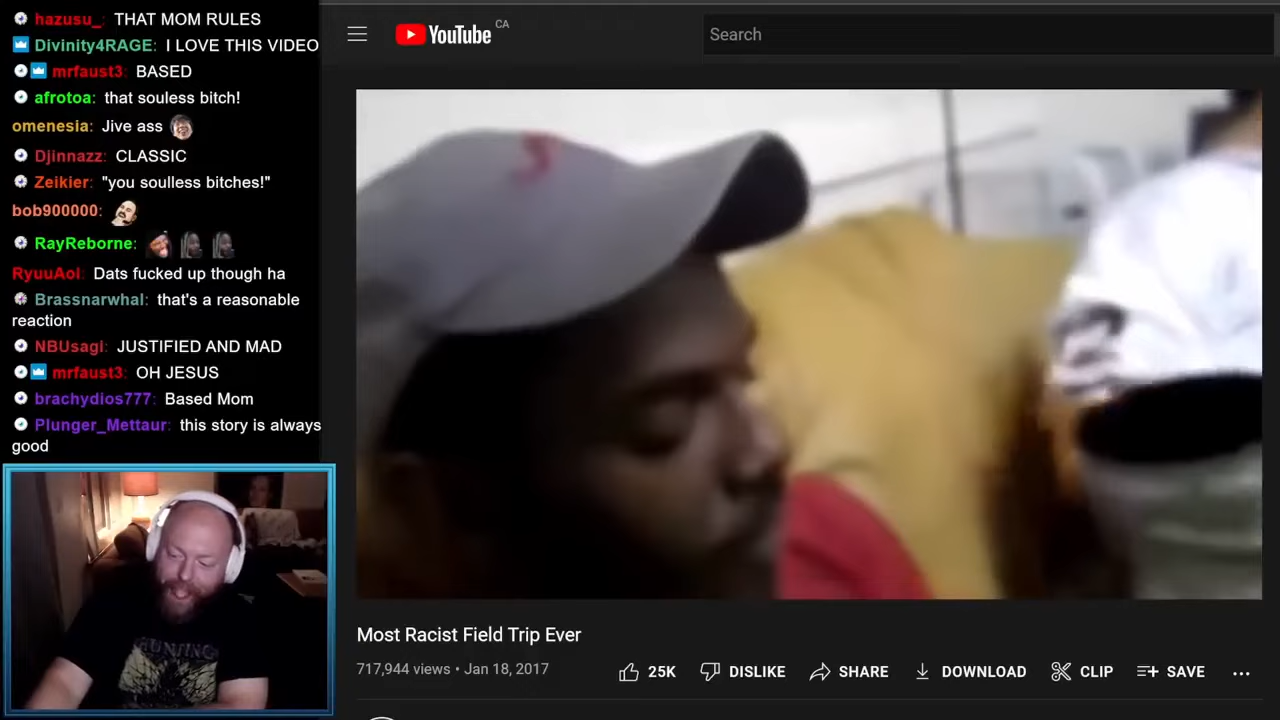 hazusu_: THAT MOM RULES
Divinity4RAGE: I LOVE THIS VIDEO
mrfaust3: BASED
afrotoa: that souless bitch!
omenesia: Jive ass
Djinnazz: CLASSIC
Zeikier: "you soulless bitches!"
bob900000:
RayReborne:
RyuuAol: Dats fucked up though ha
Brassnarwhal: that's a reasonable
reaction
NBUsagi: JUSTIFIED AND MAD
mrfaust3: OH JESUS
brachydios777: Based Mom
Plunger_Mettaur: this story is always
good
YouTube CA
Search
Most Racist Field Trip Ever
717,944 views • Jan 18, 2017
25K DISLIKE SHARE DOWNLOAD CLIP SAVE ...